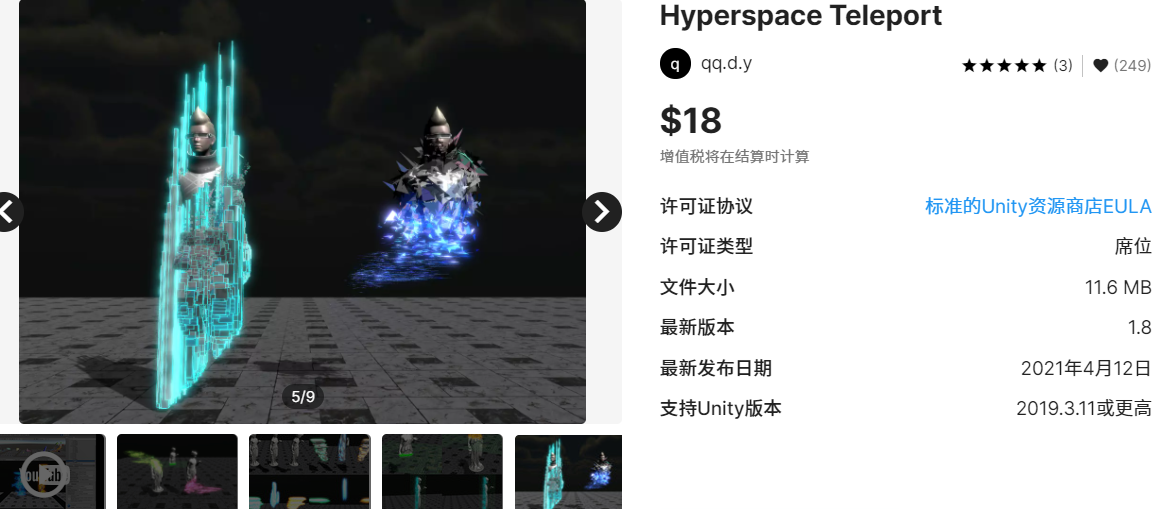 Hyperspace Teleport
q qq.d.y ★★★★★ (3) (249)
$18
增值税将在结算时计算
许可证协议 标准的Unity资源商店EULA
许可证类型 席位
文件大小 11.6 MB
最新版本 1.8
最新发布日期 2021年4月12日
支持Unity版本 2019.3.11或更高
5/9